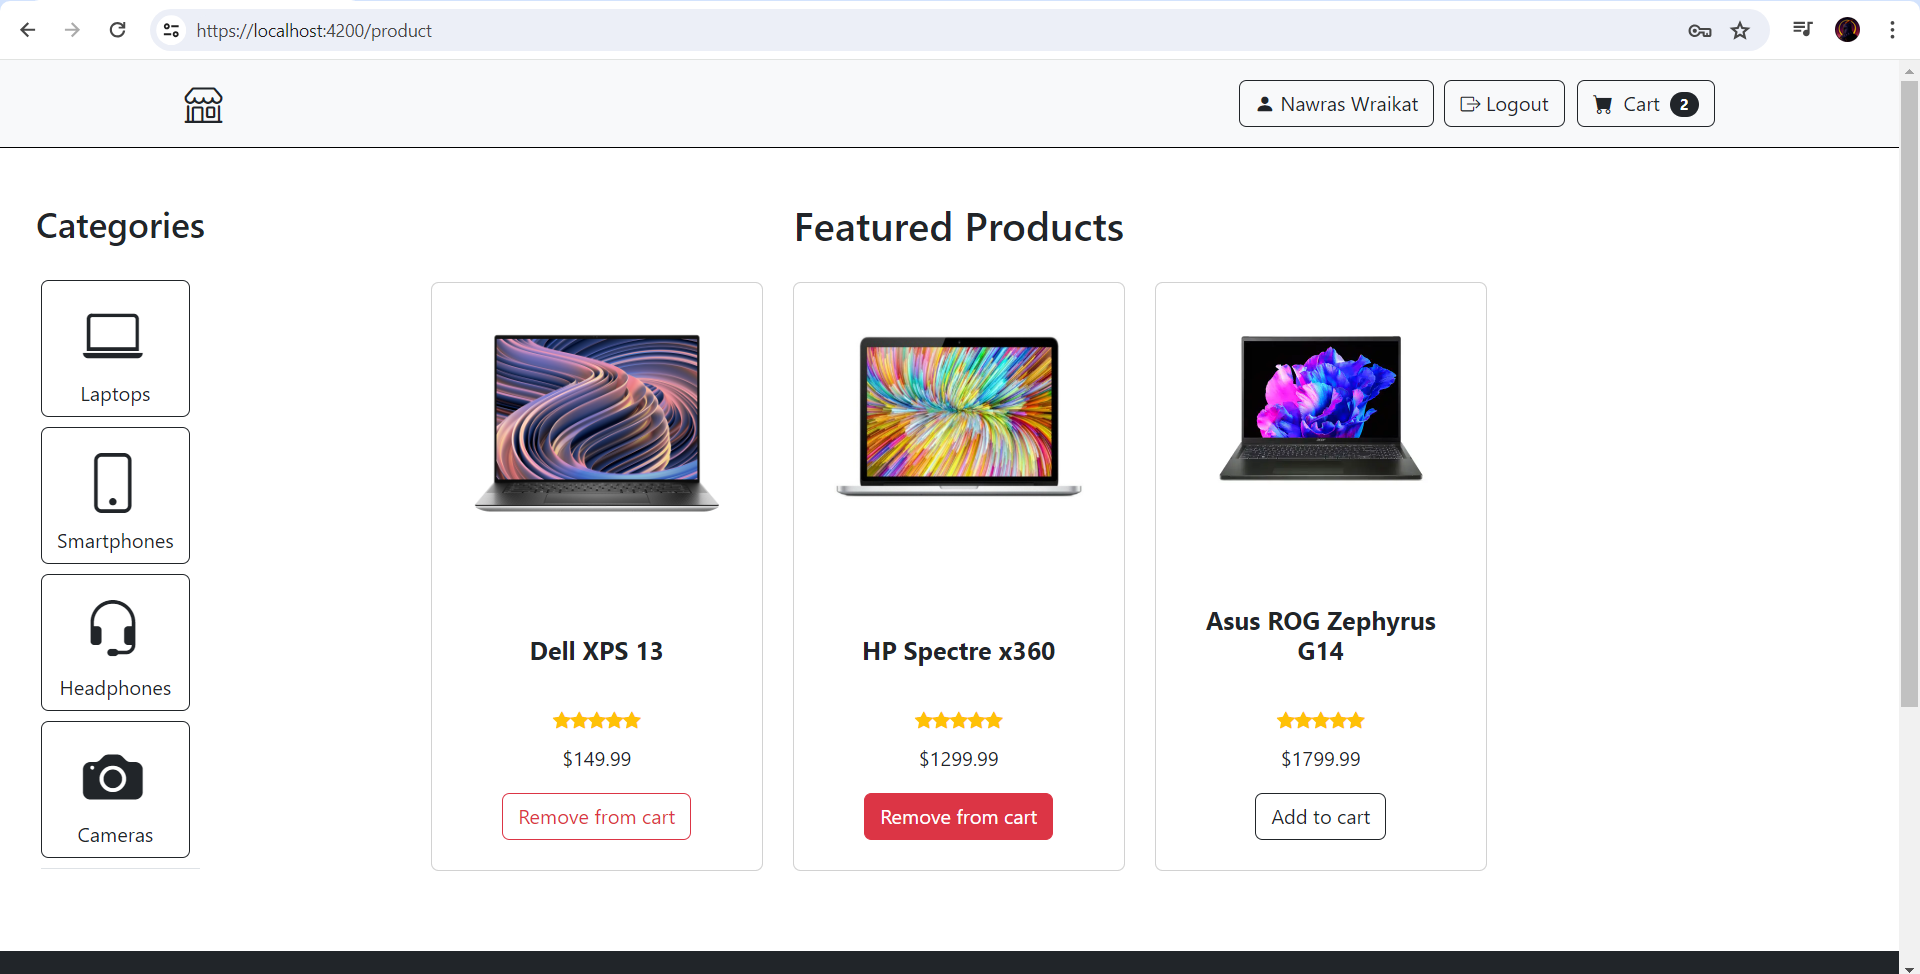 https://localhost:4200/product
Nawras Wraikat
Logout
Cart 2
Categories
Laptops
Smartphones
Headphones
Cameras
Featured Products
Dell XPS 13
$149.99
Remove from cart
HP Spectre x360
$1299.99
Remove from cart
Asus ROG Zephyrus
G14
$1799.99
Add to cart